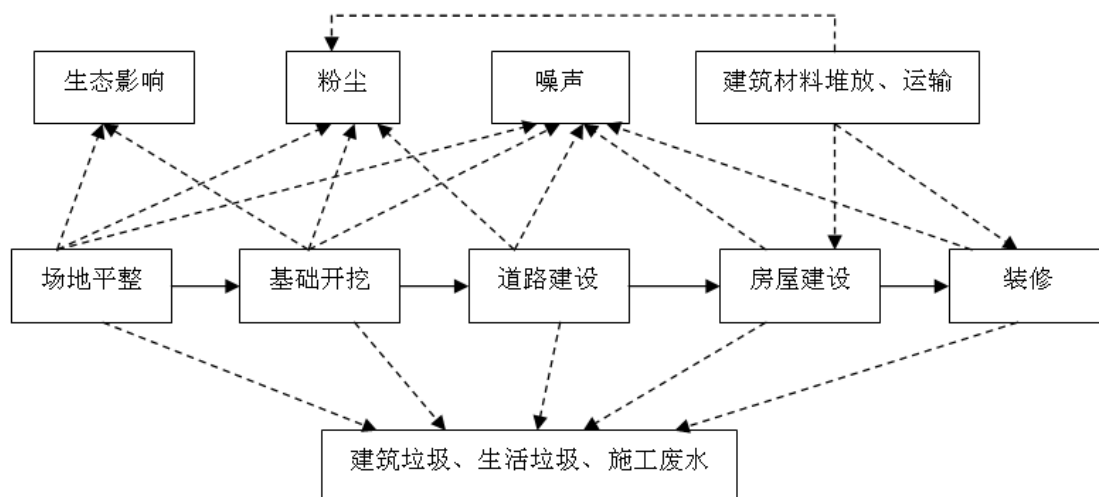 生态影响
粉尘
噪声
建筑材料堆放、运输
场地平整
基础开挖
道路建设
房屋建设
装修
建筑垃圾、生活垃圾、施工废水